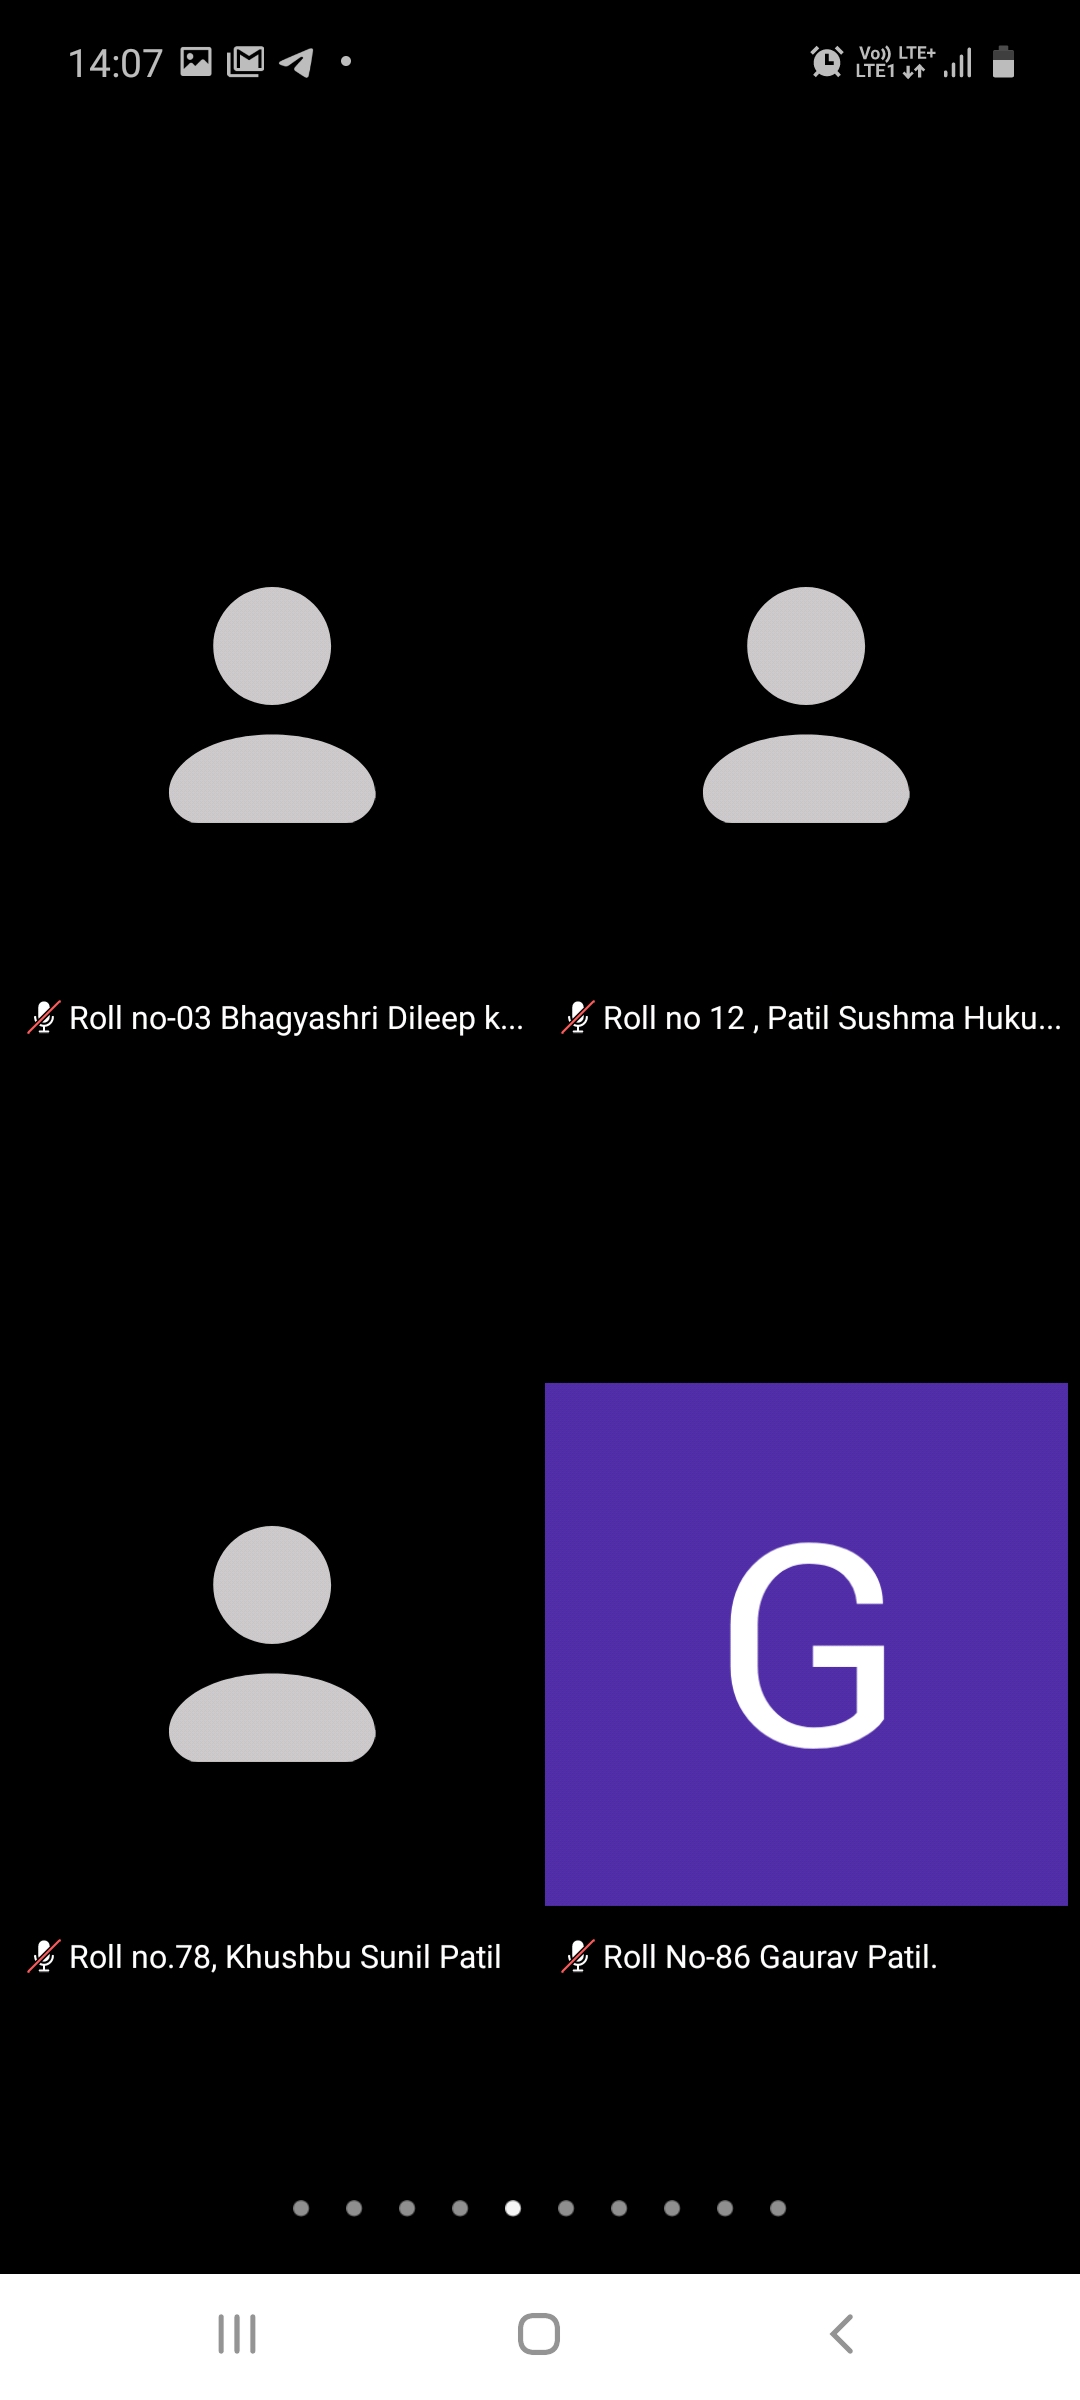 14:07 Vo)) LTE+
LTE1
Roll no-03 Bhagyashri Dileep k...
Roll no 12 , Patil Sushma Huku...
G
Roll no.78, Khushbu Sunil Patil
Roll No-86 Gaurav Patil.